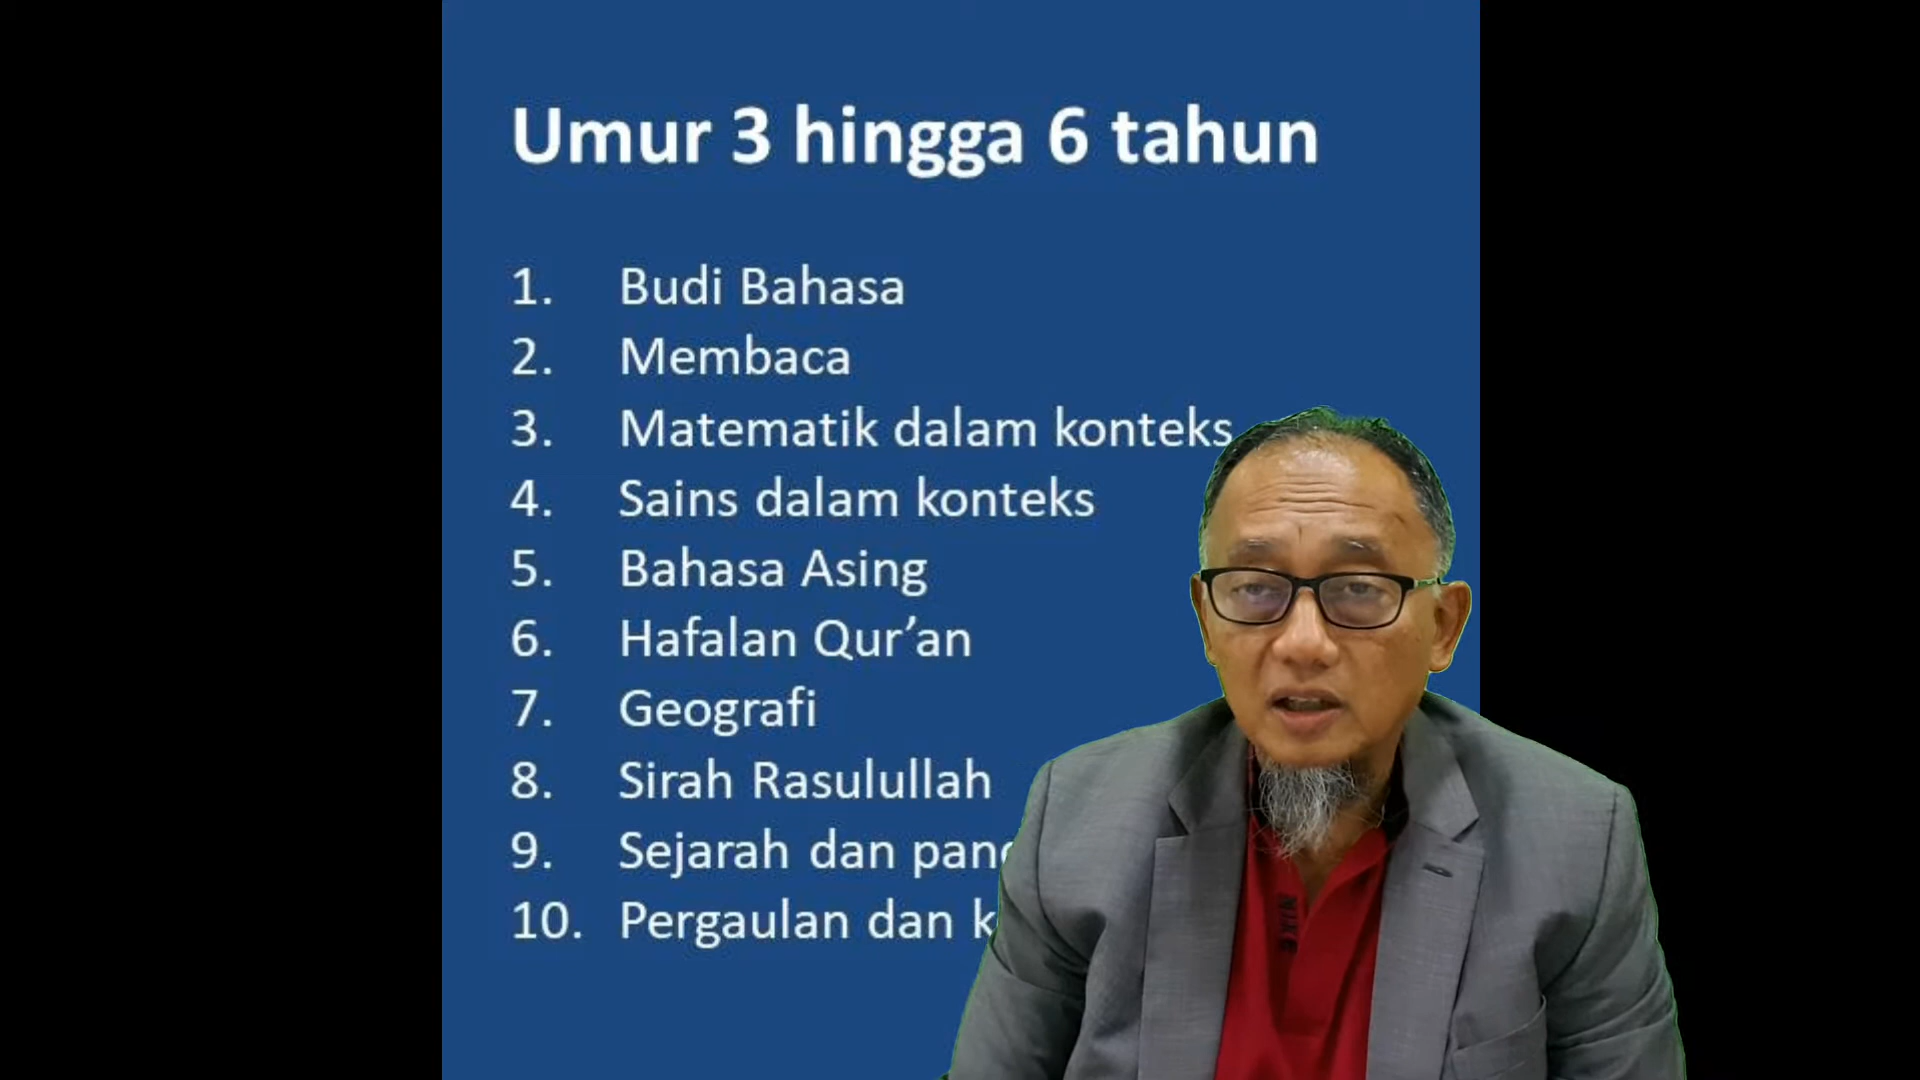 Umur 3 hingga 6 tahun
1. Budi Bahasa
2. Membaca
3. Matematik dalam konteks
4. Sains dalam konteks
5. Bahasa Asing
6. Hafalan Qur’an
7. Geografi
8. Sirah Rasulullah
9. Sejarah dan
10. Pergaulan dan